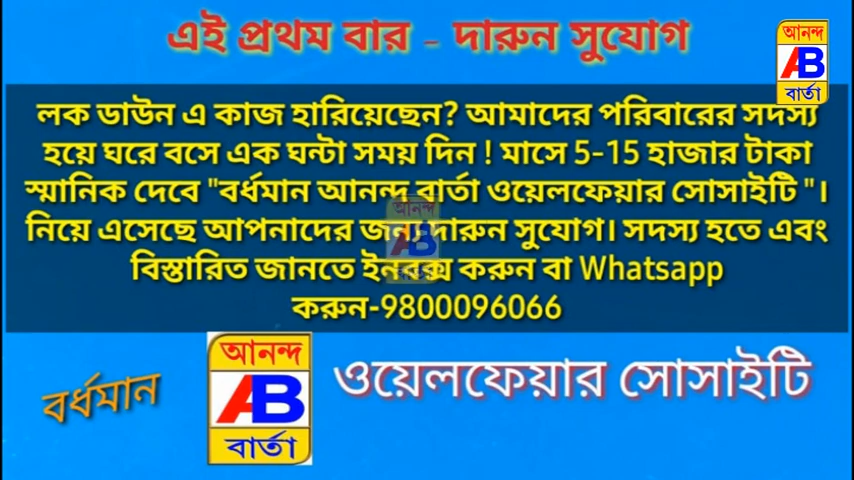 এই প্রথম বার - দারুন সুযোগ
আনন্দ
AB
বার্তা
লক ডাউন এ কাজ হারিয়েছেন? আমাদের পরিবারের সদস্য
হয়ে ঘরে বসে এক ঘন্টা সময় দিন ! মাসে 5-15 হাজার টাকা
স্মানিক দেবে "বর্ধমান আনন্দ বার্তা ওয়েলফেয়ার সোসাইটি "।
নিয়ে এসেছে আপনাদের জন্য দারুন সুযোগ। সদস্য হতে এবং
বিস্তারিত জানতে ইনবক্স করুন বা Whatsapp
করুন-9800096066
আনন্দ
AB
বার্তা
বর্ধমান
আনন্দ
AB
বার্তা
ওয়েলফেয়ার সোসাইটি